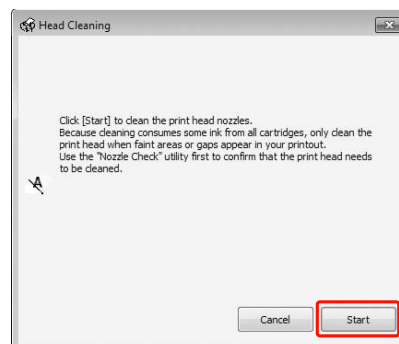 Head Cleaning
Click [Start] to clean the print head nozzles.
Because cleaning consumes some ink from all cartridges, only clean the
print head when faint areas or gaps appear in your printout.
Use the "Nozzle Check" utility first to confirm that the print head needs
to be cleaned.
A
Cancel
Start